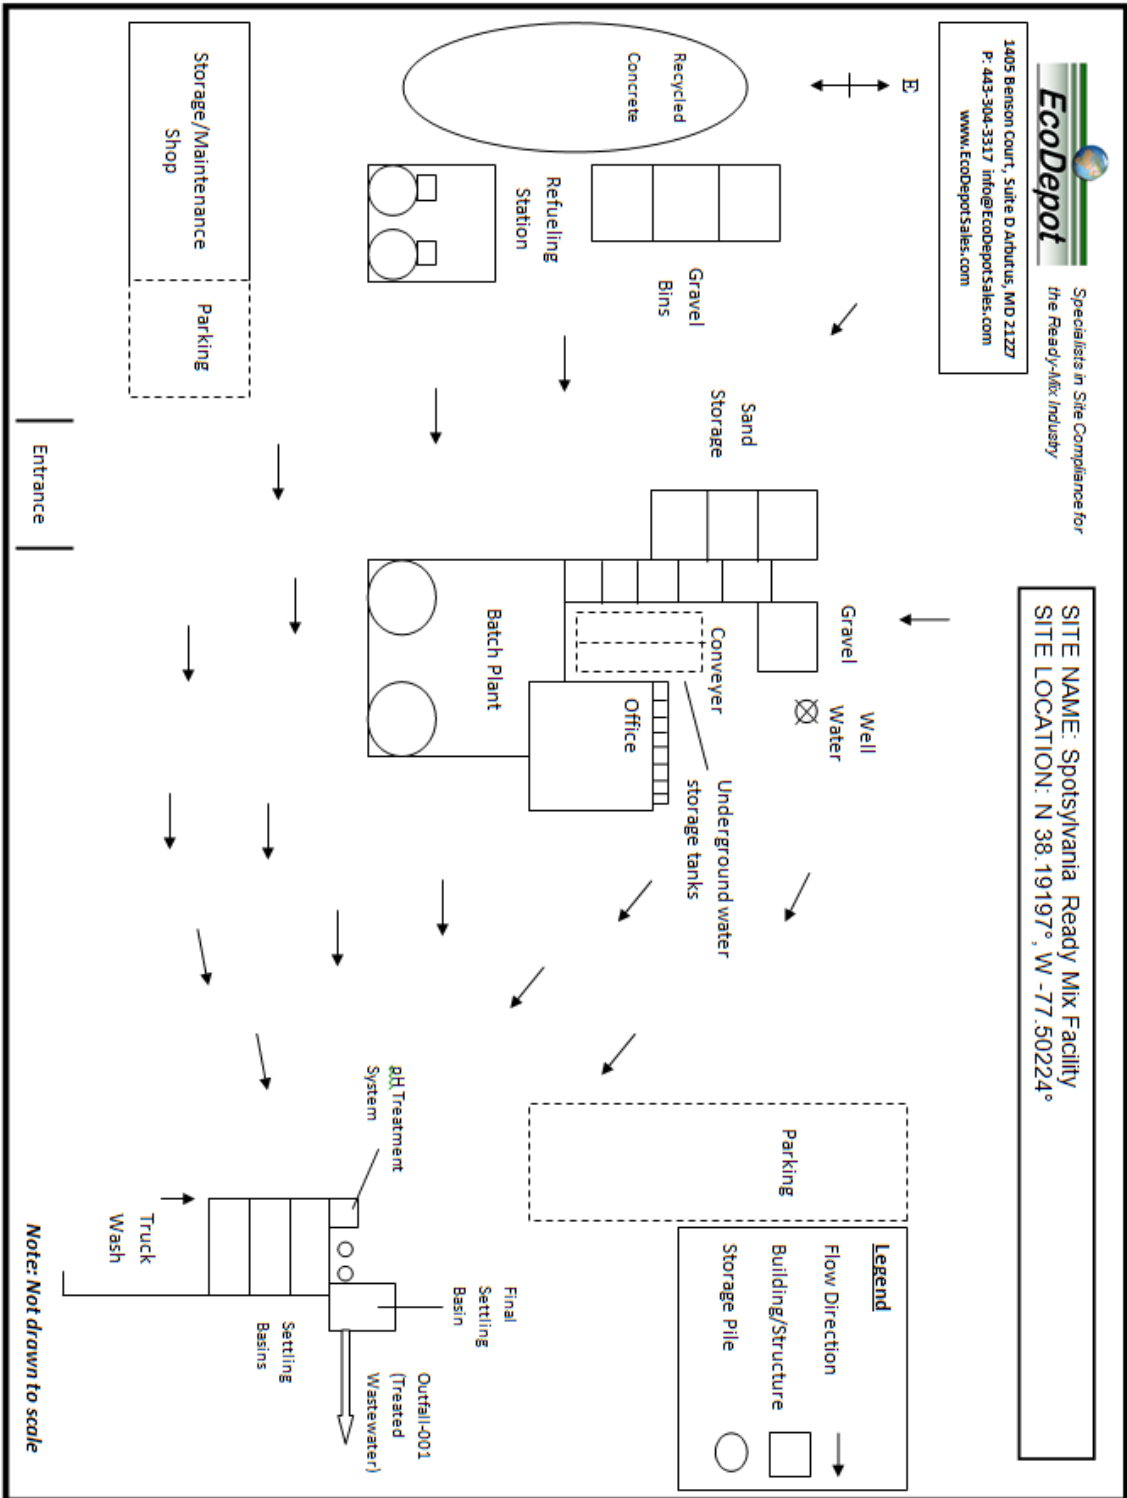 EcoDepot
Specialists in Site Compliance for
the Ready-Mix Industry
1405 Benson Court, Suite D Arbutus, MD 21227
P: 443-304-3317 info@EcoDepotSales.com
www.EcoDepotSales.com
SITE NAME: Spotsylvania Ready Mix Facility
SITE LOCATION: N 38.19197°, W -77.50224°
E
Recycled
Concrete
Gravel
Bins
Refueling
Station
Storage/Maintenance
Shop
Parking
Entrance
Sand
Storage
Gravel
Conveyer
Well
Water
Batch Plant
Office
Underground water
storage tanks
Parking
Legend
Flow Direction
Building/Structure
Storage Pile
pH Treatment
System
Truck
Wash
Settling
Basins
Final
Settling
Basin
Outfall-001
(Treated
Wastewater)
Note: Not drawn to scale